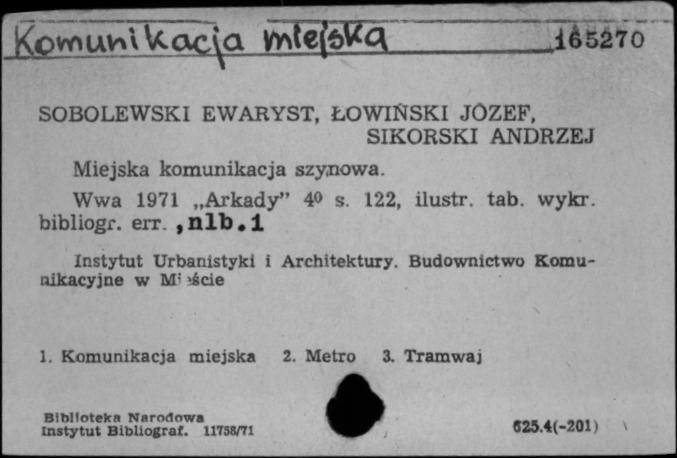 Komunikacja miejska 165270
SOBOLEWSKI EWARYST, ŁOWIŃSKI JÓZEF,
SIKORSKI ANDRZEJ
Miejska komunikacja szynowa.
Wwa 1971 „Arkady” 4⁰ s. 122, ilustr. tab. wykr.
bibliogr. err. , nlb. 1
Instytut Urbanistyki i Architektury. Budownictwo Komu-
nikacyjne w Mieście
1. Komunikacja miejska 2. Metro 3. Tramwaj
Biblioteka Narodowa
Instytut Bibliograf. 11758/71 625.4(-201)